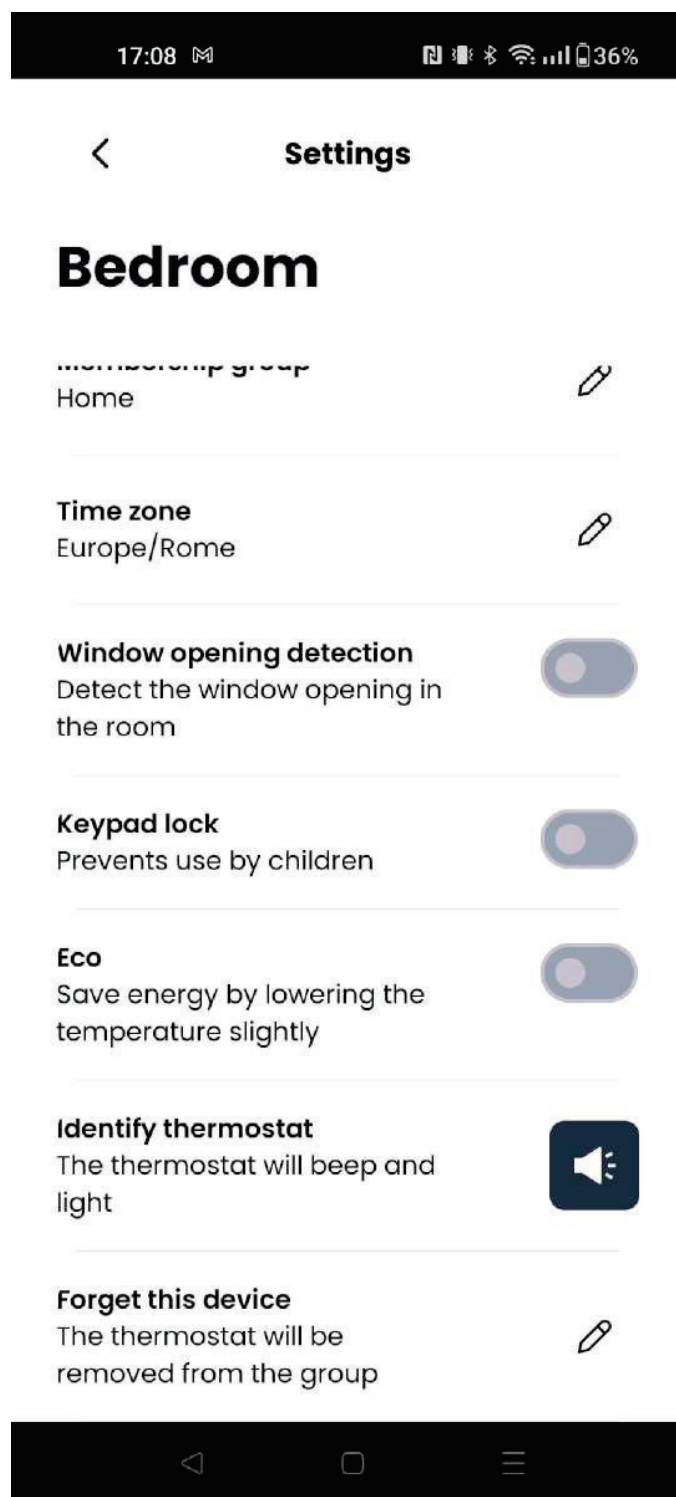 17:08
36%
Settings
Bedroom
Membership group
Home
Time zone
Europe/Rome
Window opening detection
Detect the window opening in
the room
Keypad lock
Prevents use by children
Eco
Save energy by lowering the
temperature slightly
Identify thermostat
The thermostat will beep and
light
Forget this device
The thermostat will be
removed from the group